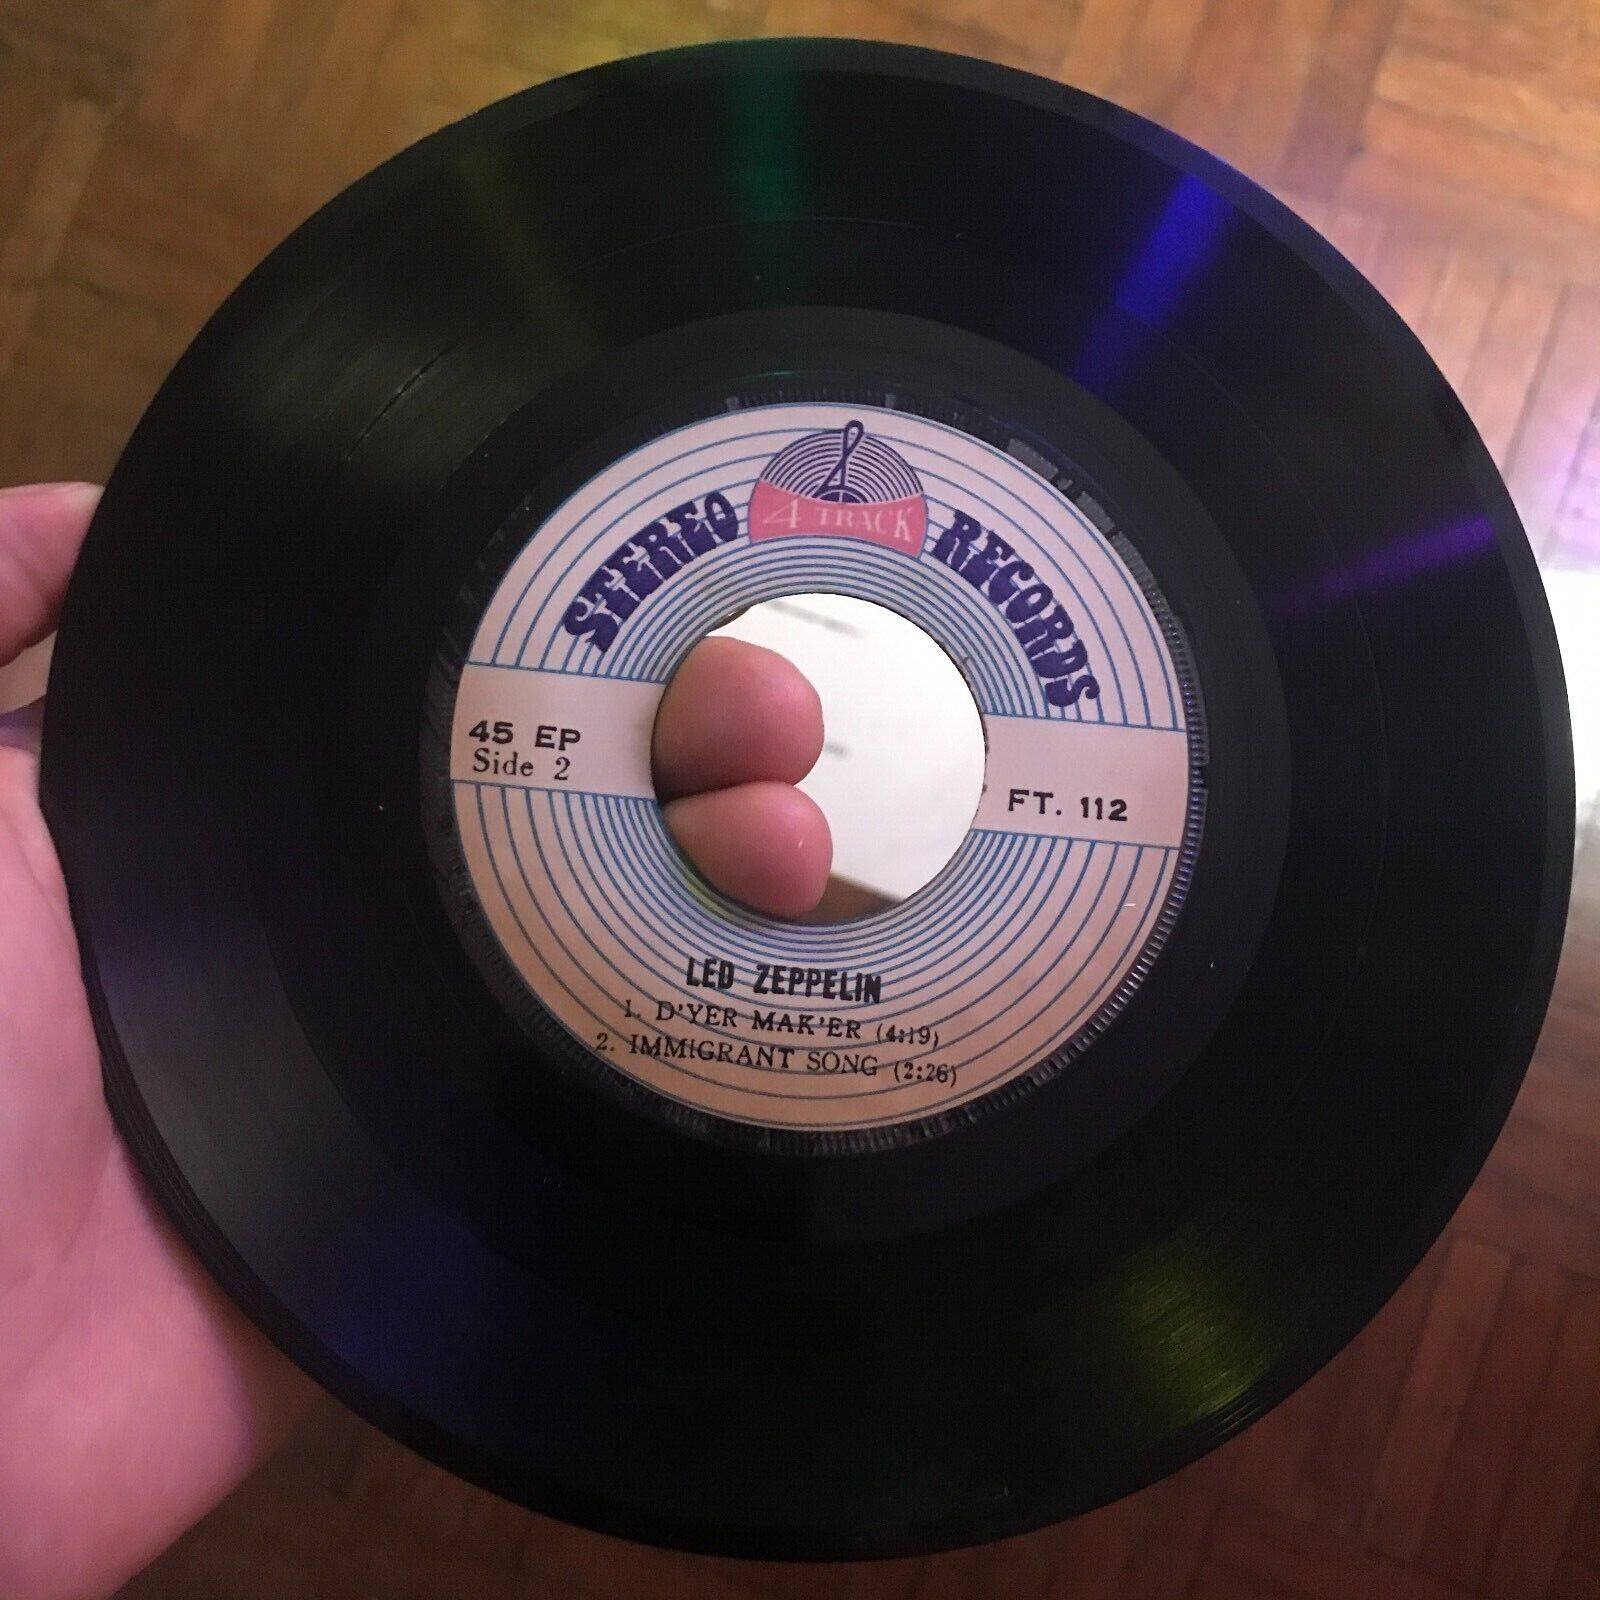 STEREO 4 TRACK RECORDS
45 EP
Side 2
FT. 112
LED ZEPPELIN
1. D'YER MAK'ER (4:19)
2. IMMIGRANT SONG (2:26)